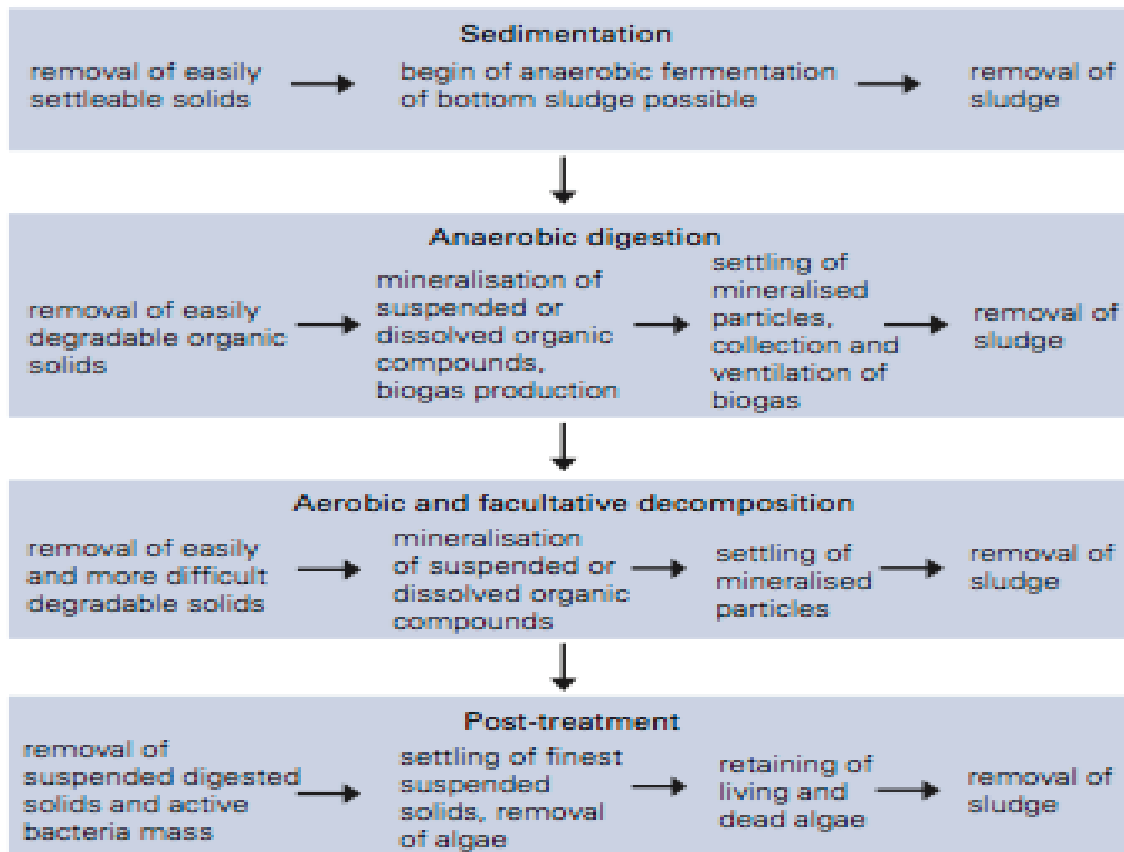 Sedimentation
removal of easily
settleable solids
begin of anaerobic fermentation
of bottom sludge possible
removal of
sludge
Anaerobic digestion
removal of easily
degradable organic
solids
mineralisation of
suspended or
dissolved organic
compounds,
biogas production
settling of
mineralised
particles,
collection and
ventilation of
biogas
removal of
sludge
Aerobic and facultative decomposition
removal of easily
and more difficult
degradable solids
mineralisation
of suspended or
dissolved organic
compounds
settling of
mineralised
particles
removal of
sludge
Post-treatment
removal of
suspended digested
solids and active
bacteria mass
settling of finest
suspended
solids, removal
of algae
retaining of
living and
dead algae
removal of
sludge